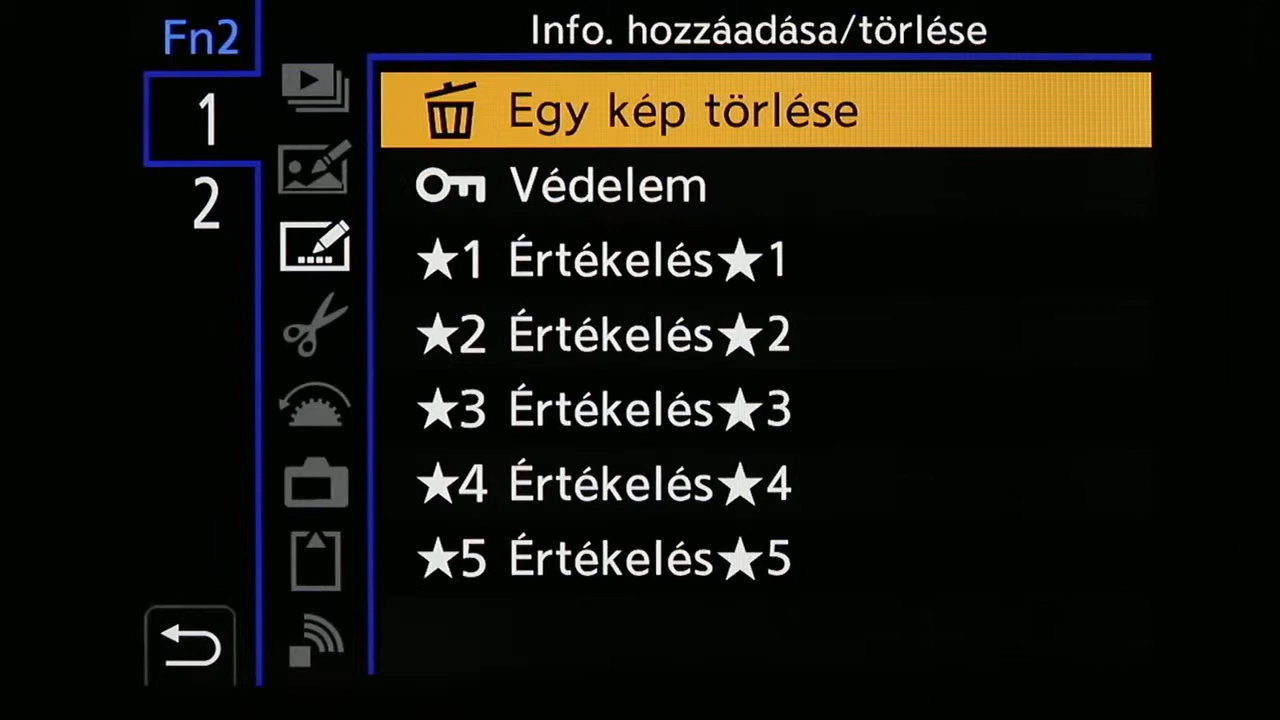 Fn2
Info. hozzáadása/törlése
1
2
Egy kép törlése
Védelem
★1 Értékelés★1
★2 Értékelés★2
★3 Értékelés★3
★4 Értékelés★4
★5 Értékelés★5